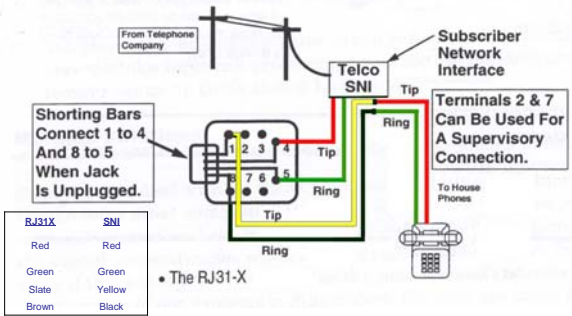 From Telephone
Company
Subscriber
Network
Interface
Telco
SNI
Tip
Ring
Terminals 2 & 7
Can Be Used For
A Supervisory
Connection.
Shorting Bars
Connect 1 to 4
And 8 to 5
When Jack
Is Unplugged.
1 2 3
4
Tip
5
8 7 6
Ring
To House
Phones
Tip
Ring
• The RJ31-X
RJ31X SNI
Red Red
Green Green
Slate Yellow
Brown Black